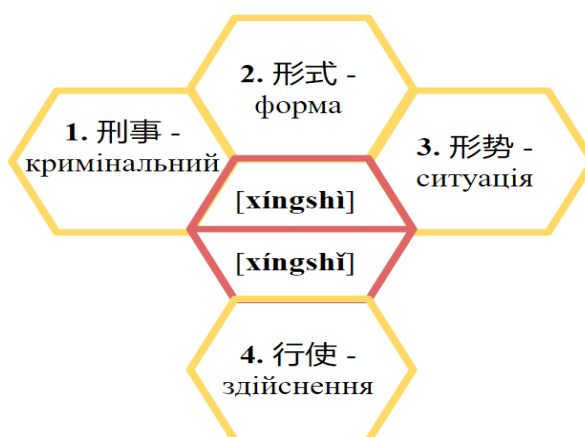 1. 刑事 -
кримінальний
2. 形式 -
форма
3. 形势 -
ситуація
[xíngshì]
[xíngshǐ]
4. 行使 -
здійснення